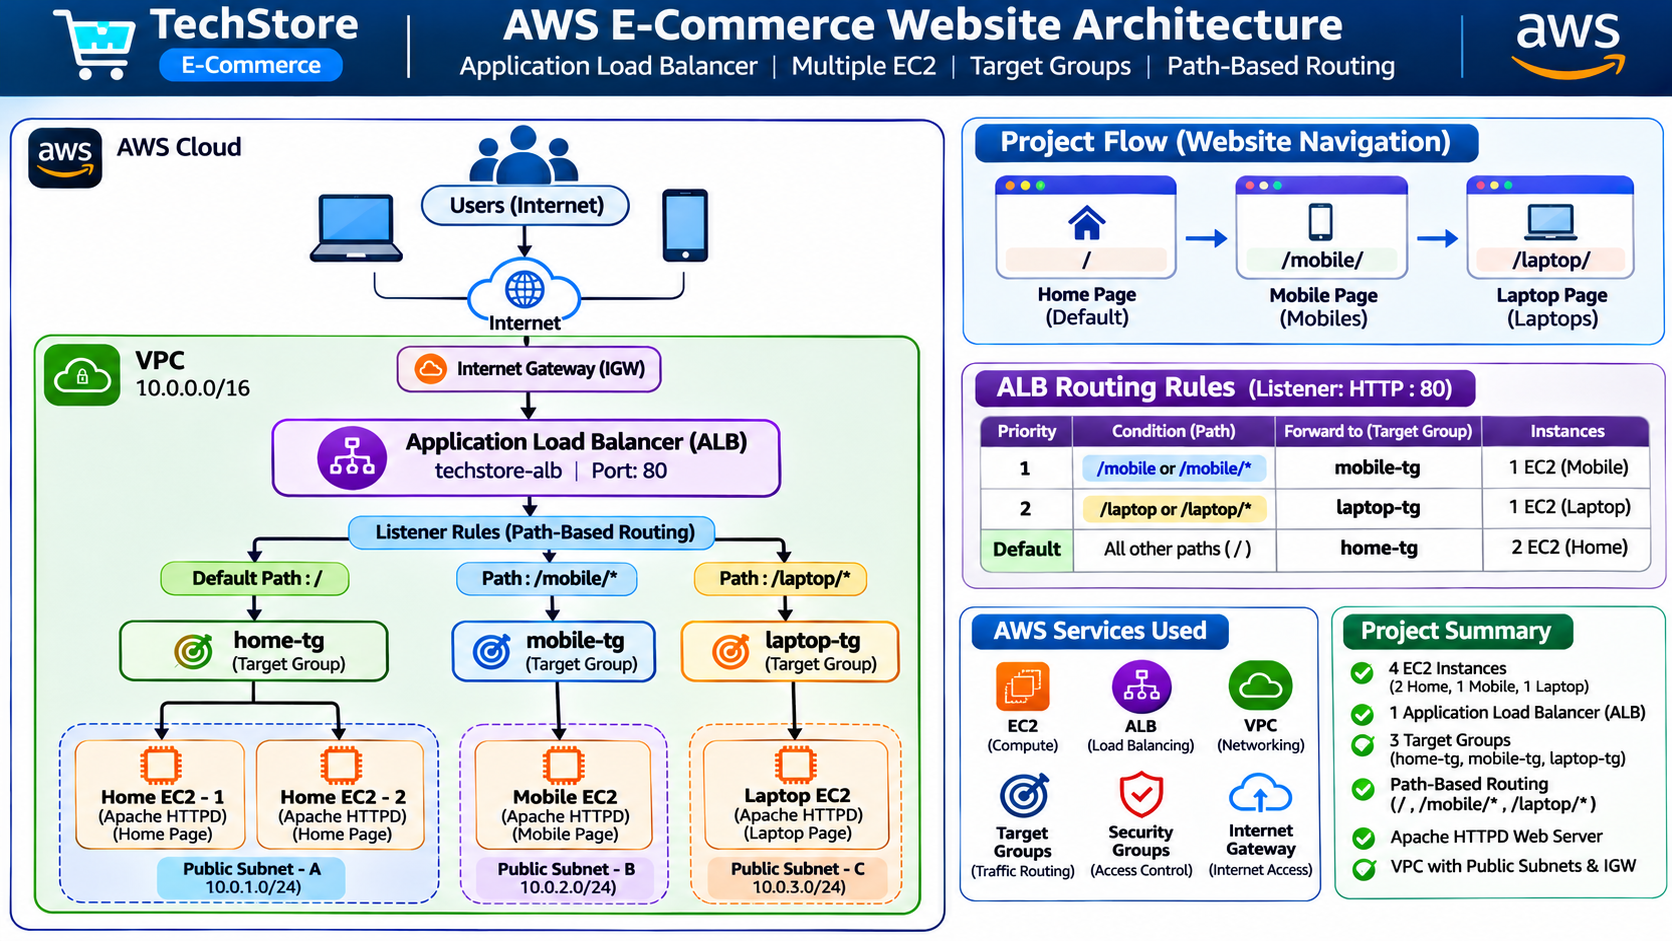 TechStore
E-Commerce
AWS E-Commerce Website Architecture
Application Load Balancer | Multiple EC2 | Target Groups | Path-Based Routing
aws
aws
AWS Cloud
Users (Internet)
Internet
VPC
10.0.0.0/16
Internet Gateway (IGW)
Application Load Balancer (ALB)
techstore-alb | Port: 80
Listener Rules (Path-Based Routing)
Default Path : /
Path : /mobile/*
Path : /laptop/*
home-tg
(Target Group)
mobile-tg
(Target Group)
laptop-tg
(Target Group)
Home EC2 - 1
(Apache HTTPD)
(Home Page)
Home EC2 - 2
(Apache HTTPD)
(Home Page)
Public Subnet - A
10.0.1.0/24)
Mobile EC2
(Apache HTTPD)
(Mobile Page)
Public Subnet - B
10.0.2.0/24)
Laptop EC2
(Apache HTTPD)
(Laptop Page)
Public Subnet - C
10.0.3.0/24)
Project Flow (Website Navigation)
/
Home Page
(Default)
/mobile/
Mobile Page
(Mobiles)
/laptop/
Laptop Page
(Laptops)
ALB Routing Rules (Listener: HTTP : 80)
Priority Condition (Path) Forward to (Target Group) Instances
1 /mobile or /mobile/* mobile-tg 1 EC2 (Mobile)
2 /laptop or /laptop/* laptop-tg 1 EC2 (Laptop)
Default All other paths ( / ) home-tg 2 EC2 (Home)
AWS Services Used
EC2
(Compute)
ALB
(Load Balancing)
VPC
(Networking)
Target
Groups
(Traffic Routing)
Security
Groups
(Access Control)
Internet
Gateway
(Internet Access)
Project Summary
4 EC2 Instances
(2 Home, 1 Mobile, 1 Laptop)
1 Application Load Balancer (ALB)
3 Target Groups
(home-tg, mobile-tg, laptop-tg)
Path-Based Routing
( / , /mobile/* , /laptop/* )
Apache HTTPD Web Server
VPC with Public Subnets & IGW